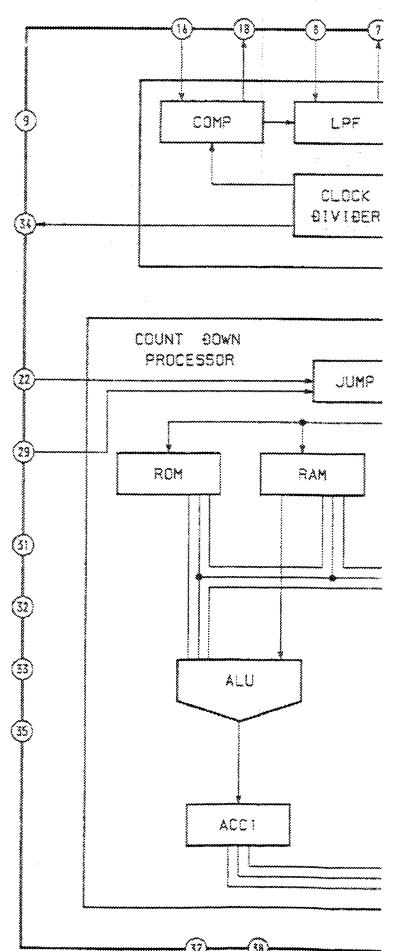 16 18 8 7
9
COMP LPF
CLOCK
DIVIDER
34
COUNT DOWN
PROCESSOR
22
JUMP
29
ROM RAM
31
32
33
ALU
35
ACC1
37 38